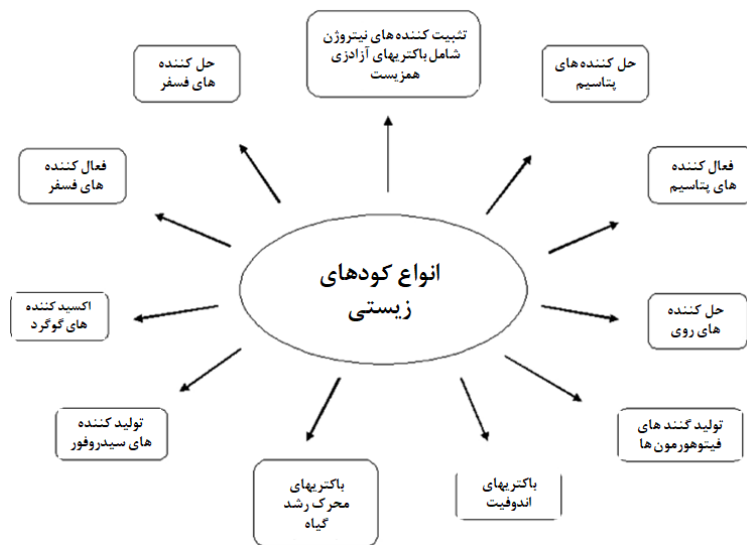 تثبیت کننده های نیتروژن
شامل باکتریهای آزادزی
همزیست
حل کننده های
پتاسیم
فعال کننده
های پتاسیم
حل کننده
های روی
تولید گنند های
فیتوهورمون ها
باکتریهای
اندوفیت
باکتریهای
محرک رشد
گیاه
تولید کننده
های سیدروفور
اکسید کننده
های گوگرد
فعال کننده
های فسفر
حل کننده
های فسفر
انواع کودهای
زیستی